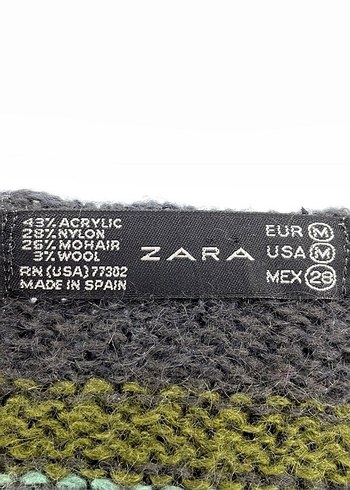 43% ACRYLIC
28% NYLON
26% MOHAIR
3% WOOL
RN (USA) 77302
MADE IN SPAIN
ZARA
EUR M
USA M
MEX 28